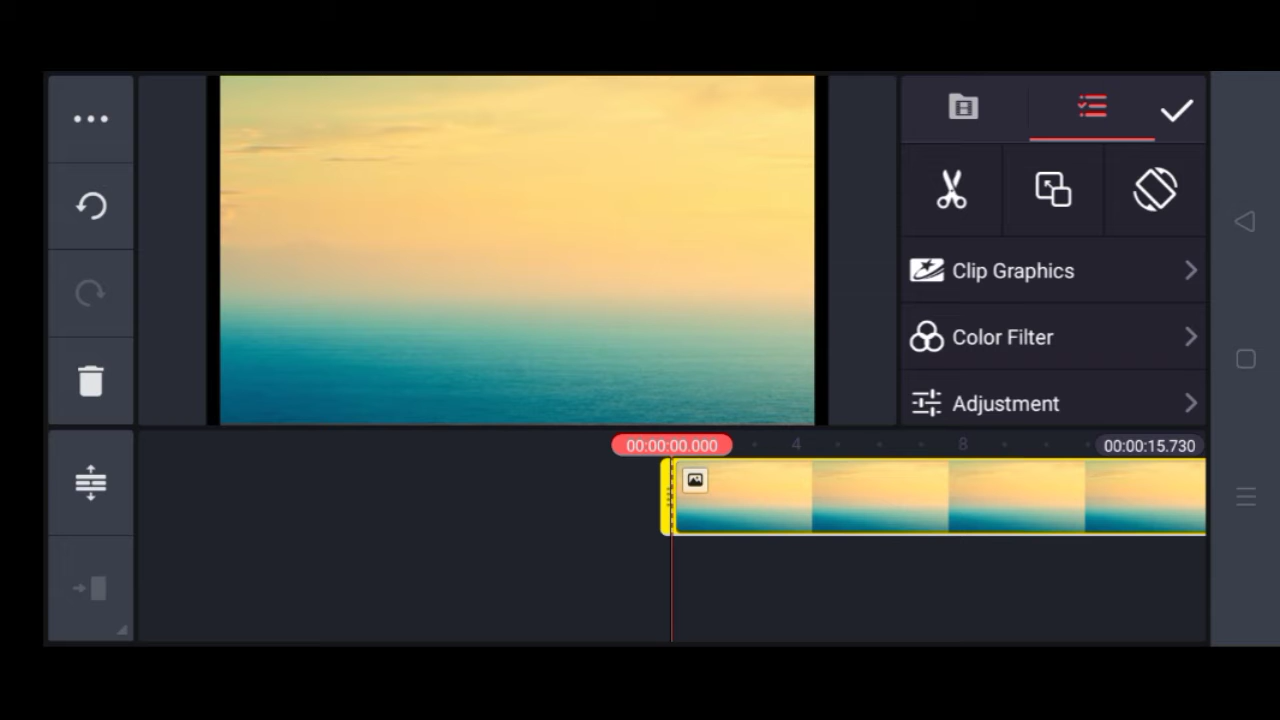 Clip Graphics
Color Filter
Adjustment
00:00:00.000
4
8
00:00:15.730